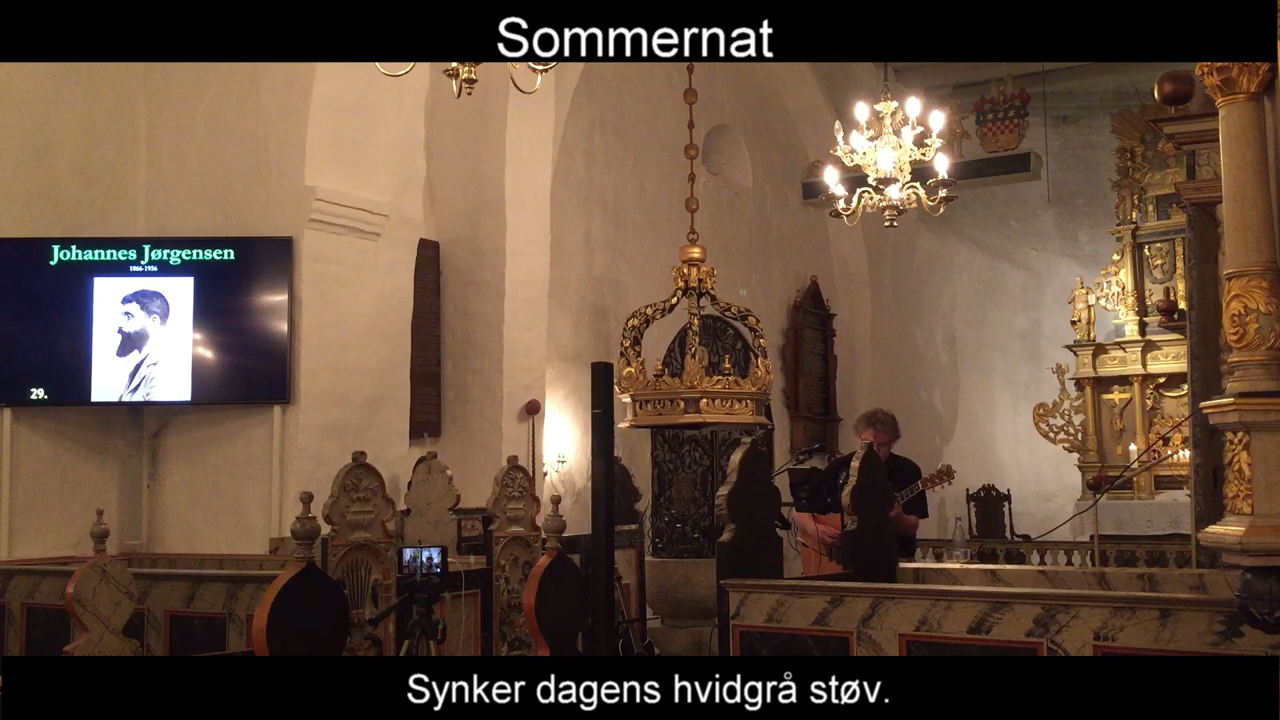 Sommernat
Johannes Jørgensen
1866-1956
29.
Synker dagens hvidgrå støv.